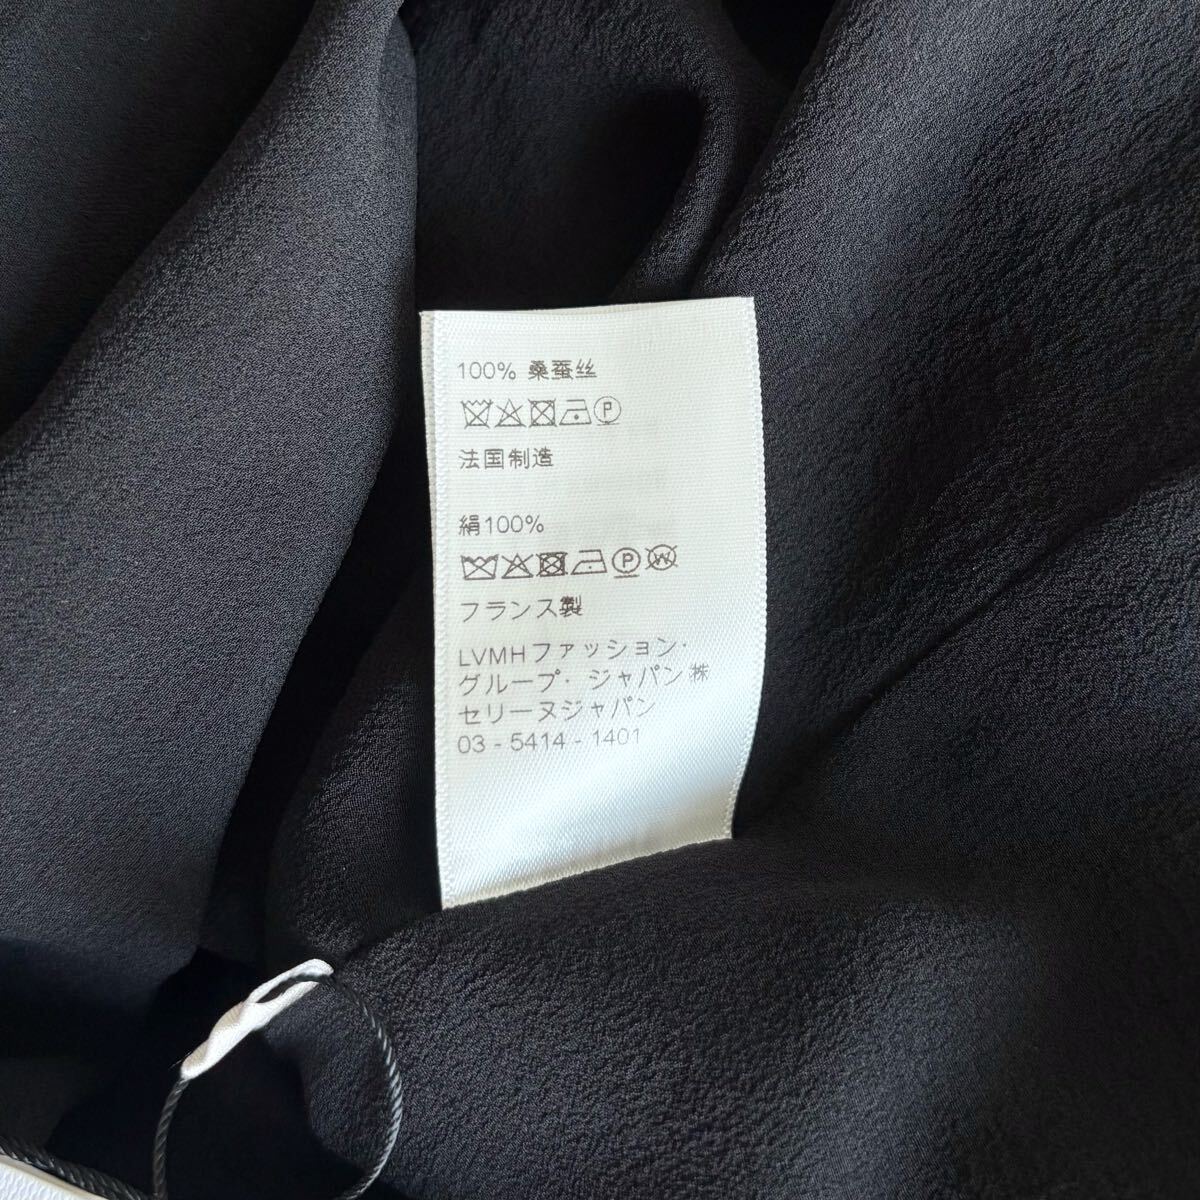 100% 桑蚕丝
P
法国制造
絹100%
P W
フランス製
LVMHファッション・
グループ・ジャパン株
セリーヌジャパン
03 - 5414 - 1401